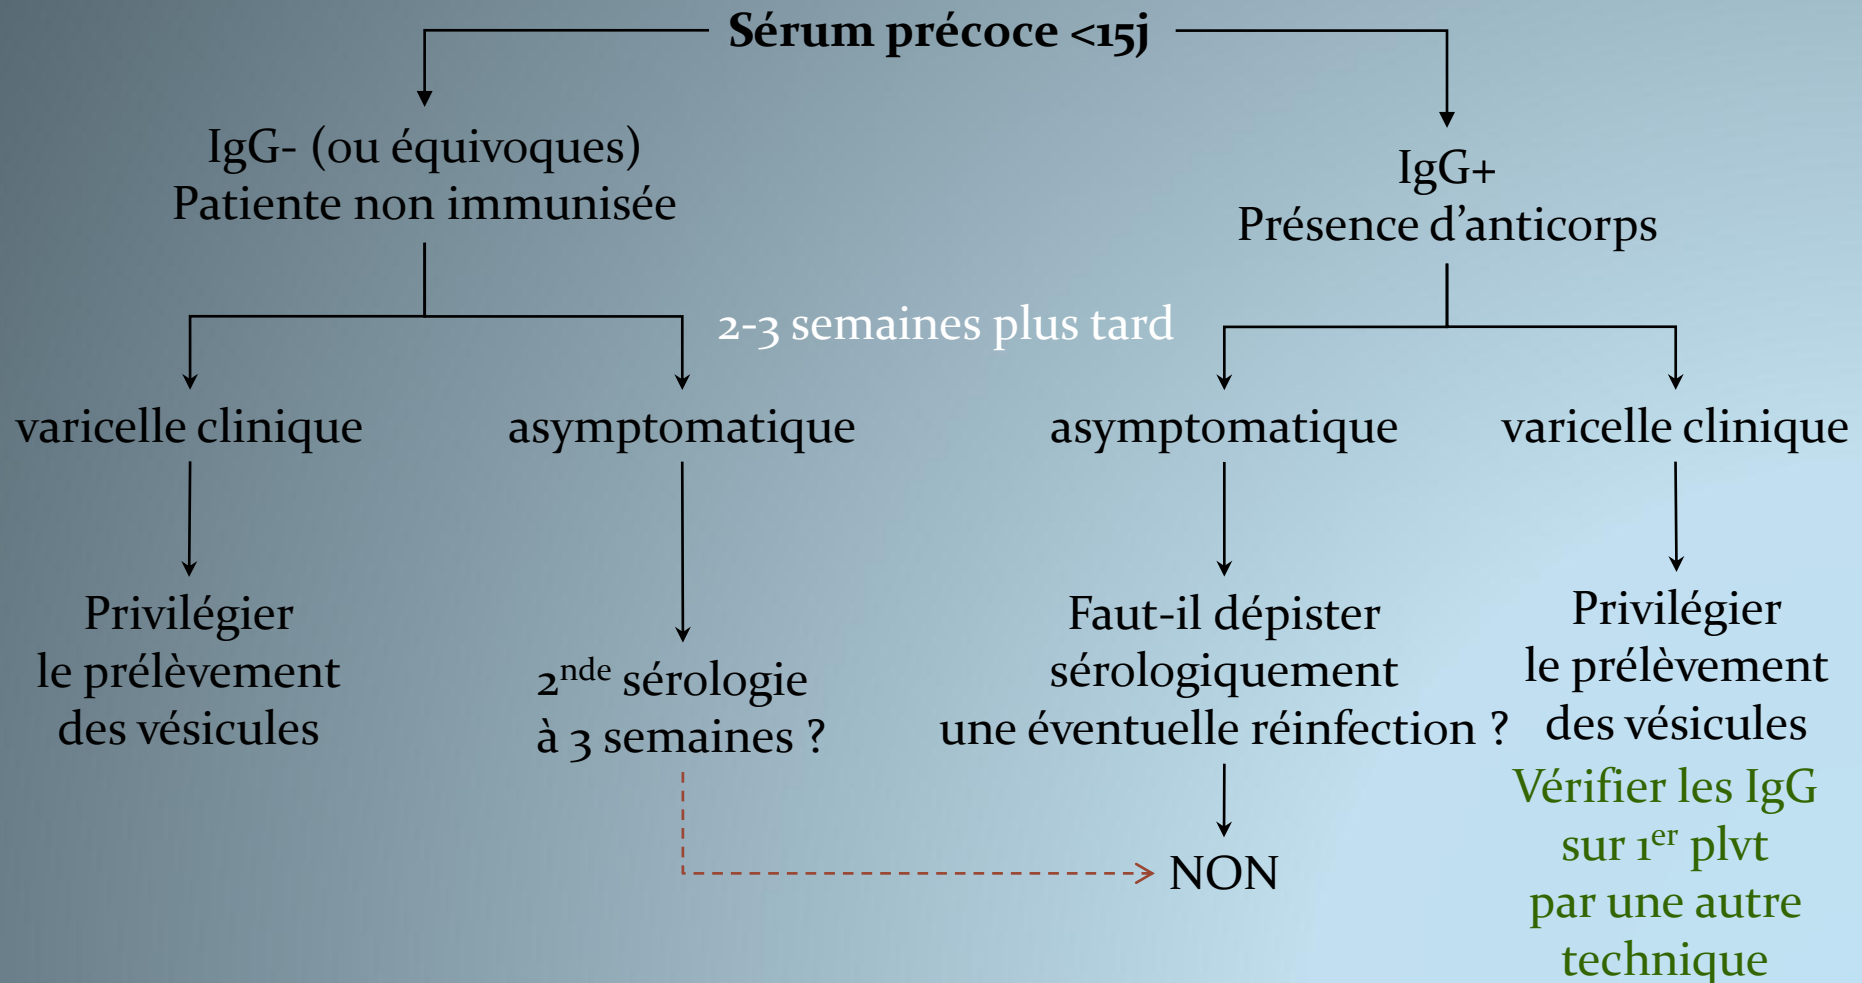 Sérum précoce <15j
IgG- (ou équivoques)
Patiente non immunisée
IgG+
Présence d'anticorps
2-3 semaines plus tard
varicelle clinique
asymptomatique
asymptomatique
varicelle clinique
Privilégier
le prélèvement
des vésicules
2nde sérologie
à 3 semaines ?
Faut-il dépister
sérologiquement
une éventuelle réinfection ?
NON
Privilégier
le prélèvement
des vésicules
Vérifier les IgG
sur 1er plvt
par une autre
technique